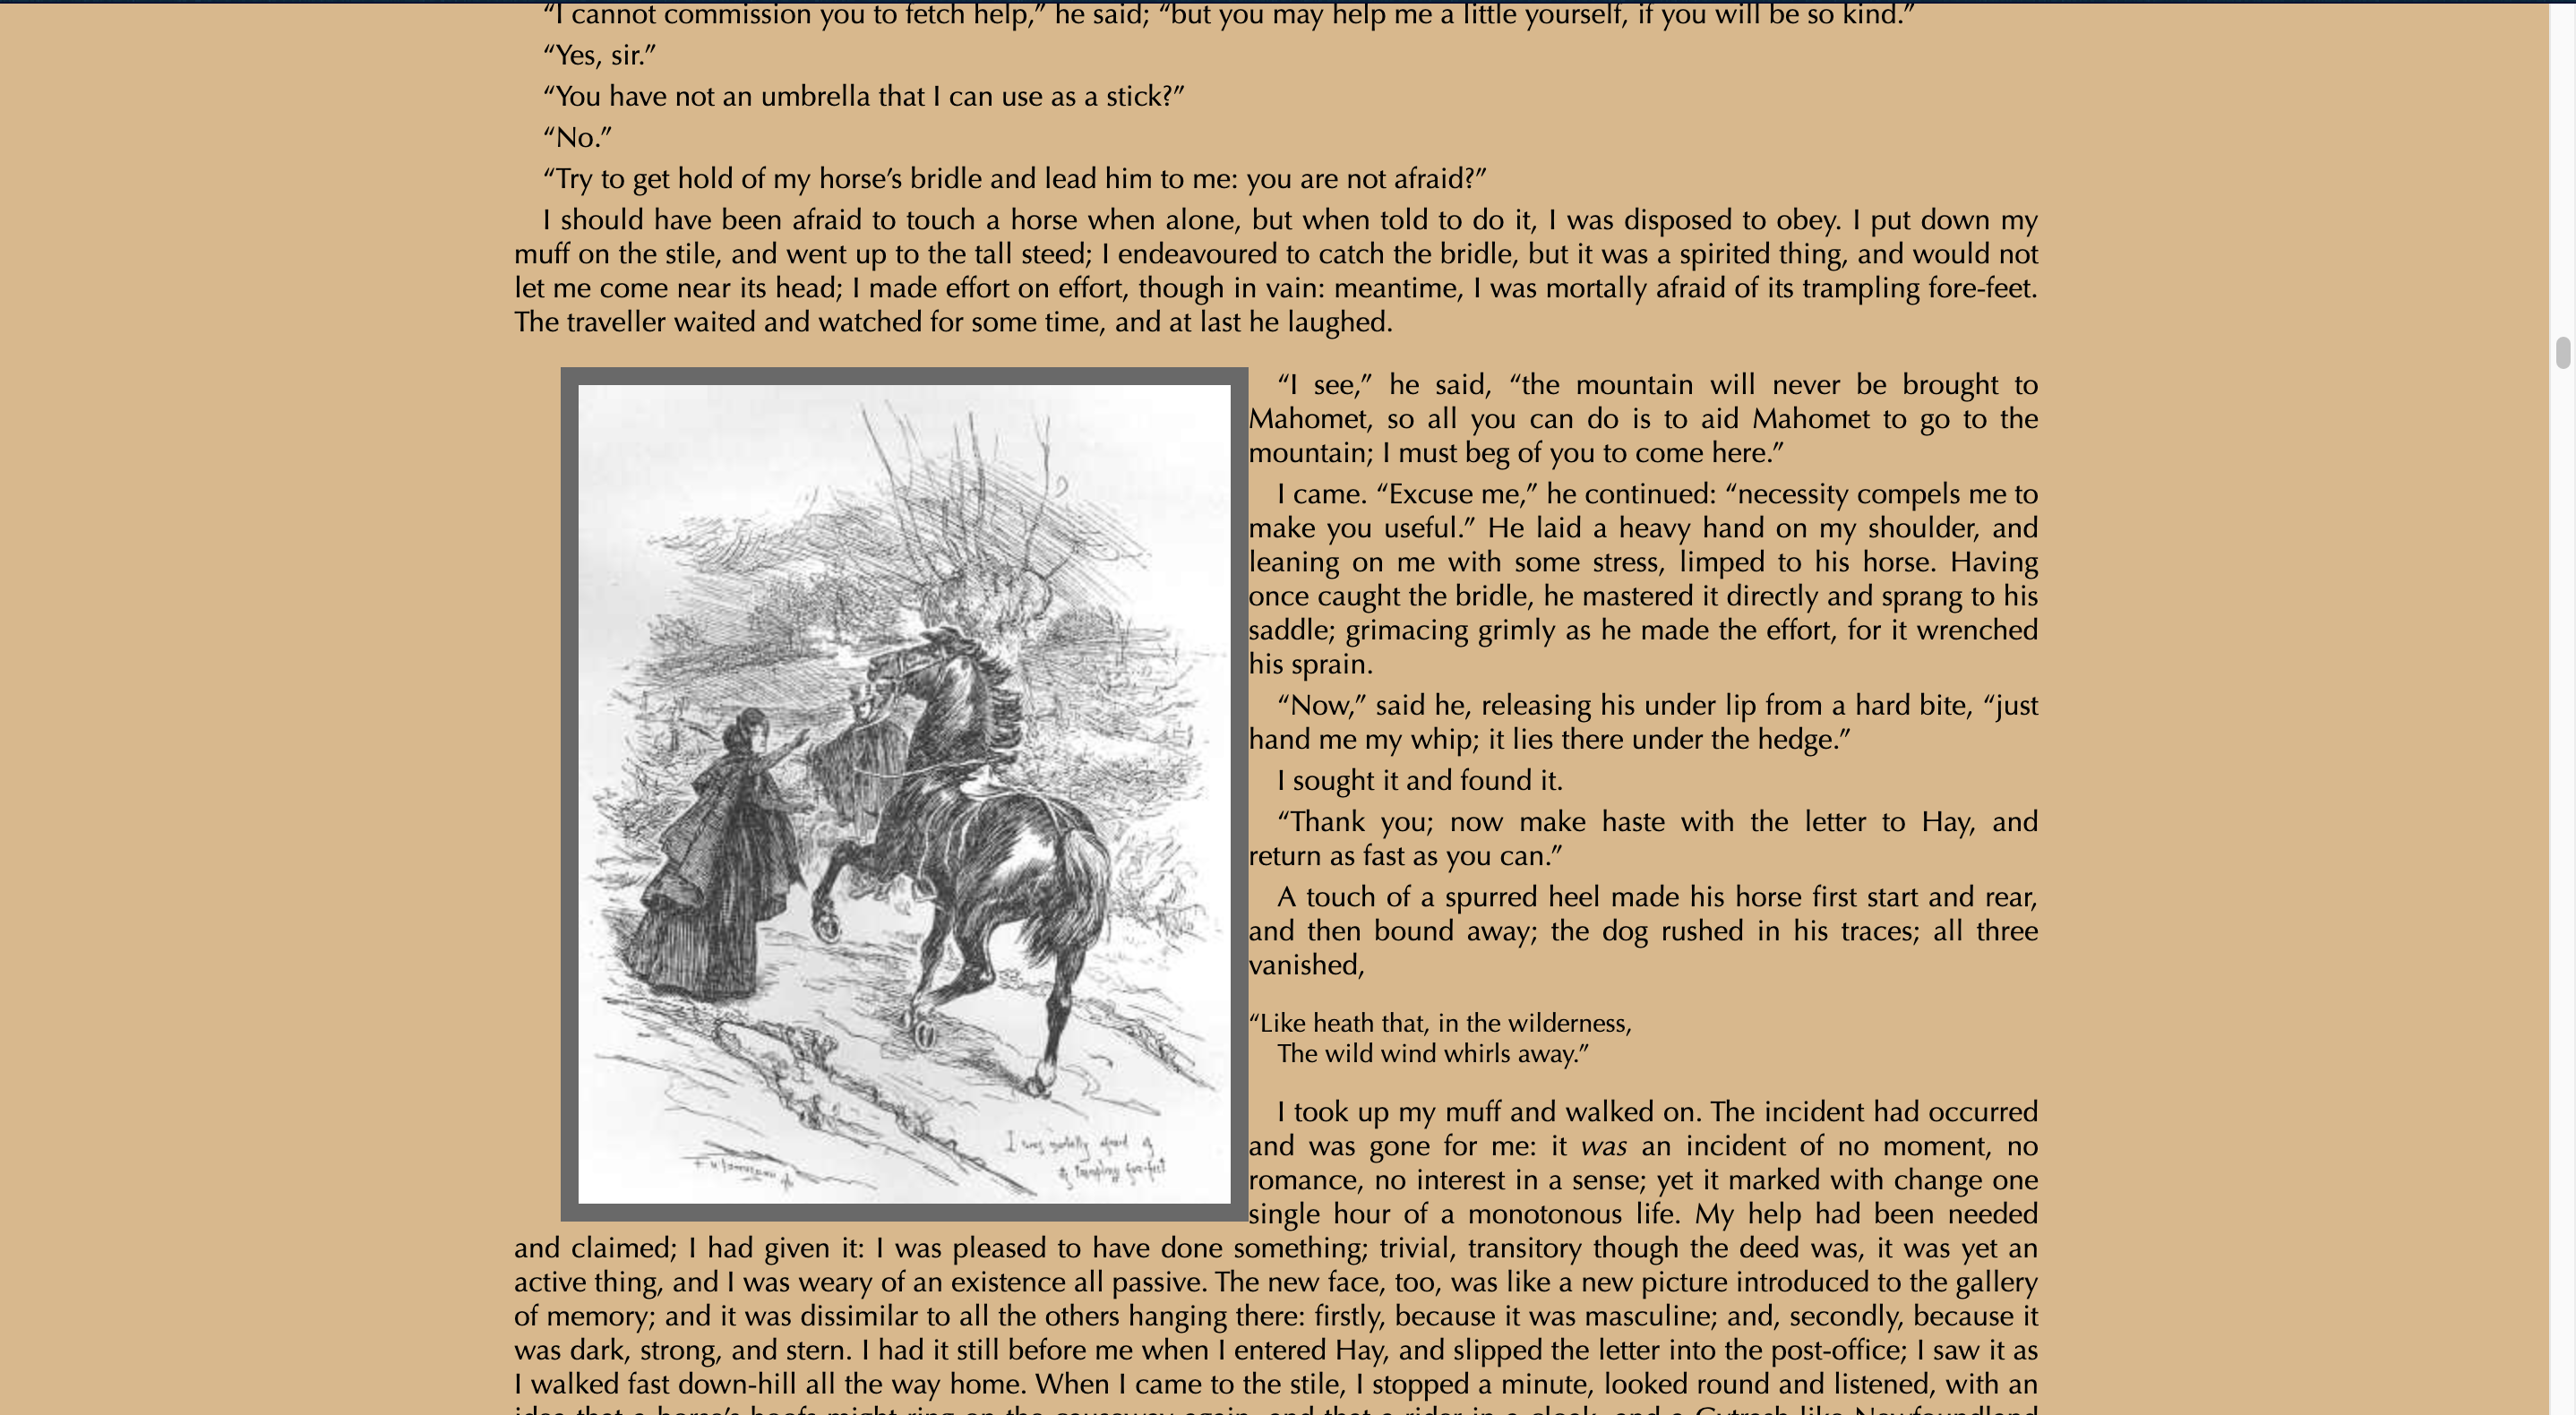 “I cannot commission you to fetch help,” he said; “but you may help me a little yourself, if you will be so kind.”
“Yes, sir.”
“You have not an umbrella that I can use as a stick?”
“No.”
“Try to get hold of my horse’s bridle and lead him to me: you are not afraid?”
I should have been afraid to touch a horse when alone, but when told to do it, I was disposed to obey. I put down my
muff on the stile, and went up to the tall steed; I endeavoured to catch the bridle, but it was a spirited thing, and would not
let me come near its head; I made effort on effort, though in vain: meantime, I was mortally afraid of its trampling fore-feet.
The traveller waited and watched for some time, and at last he laughed.
“I see,” he said, “the mountain will never be brought to
Mahomet, so all you can do is to aid Mahomet to go to the
mountain; I must beg of you to come here.”
I came. “Excuse me,” he continued: “necessity compels me to
make you useful.” He laid a heavy hand on my shoulder, and
leaning on me with some stress, limped to his horse. Having
once caught the bridle, he mastered it directly and sprang to his
saddle; grimacing grimly as he made the effort, for it wrenched
his sprain.
“Now,” said he, releasing his under lip from a hard bite, “just
hand me my whip; it lies there under the hedge.”
I sought it and found it.
“Thank you; now make haste with the letter to Hay, and
return as fast as you can.”
A touch of a spurred heel made his horse first start and rear,
and then bound away; the dog rushed in his traces; all three
vanished,
“Like heath that, in the wilderness,
The wild wind whirls away.”
I was mortally afraid of
its trampling fore-feet
I took up my muff and walked on. The incident had occurred
and was gone for me: it was an incident of no moment, no
romance, no interest in a sense; yet it marked with change one
single hour of a monotonous life. My help had been needed
and claimed; I had given it: I was pleased to have done something; trivial, transitory though the deed was, it was yet an
active thing, and I was weary of an existence all passive. The new face, too, was like a new picture introduced to the gallery
of memory; and it was dissimilar to all the others hanging there: firstly, because it was masculine; and, secondly, because it
was dark, strong, and stern. I had it still before me when I entered Hay, and slipped the letter into the post-office; I saw it as
I walked fast down-hill all the way home. When I came to the stile, I stopped a minute, looked round and listened, with an
idea that a horse’s hoofs might ring on the causeway again, and that a rider in a cloak, and a Gytrash-like Newfoundland